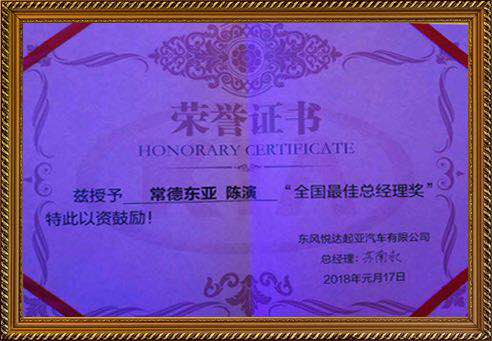 荣誉证书
HONORARY CERTIFICATE
兹授予 常德东亚 陈演 “全国最佳总经理奖”
特此以资鼓励！
东风悦达起亚汽车有限公司
总经理：
2018年元月17日